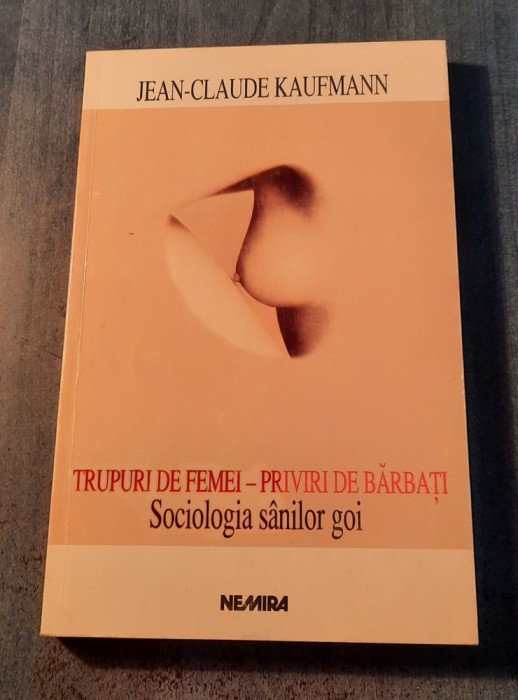 JEAN-CLAUDE KAUFMANN
TRUPURI DE FEMEI – PRIVIRI DE BĂRBAȚI
Sociologia sânilor goi
NEMIRA